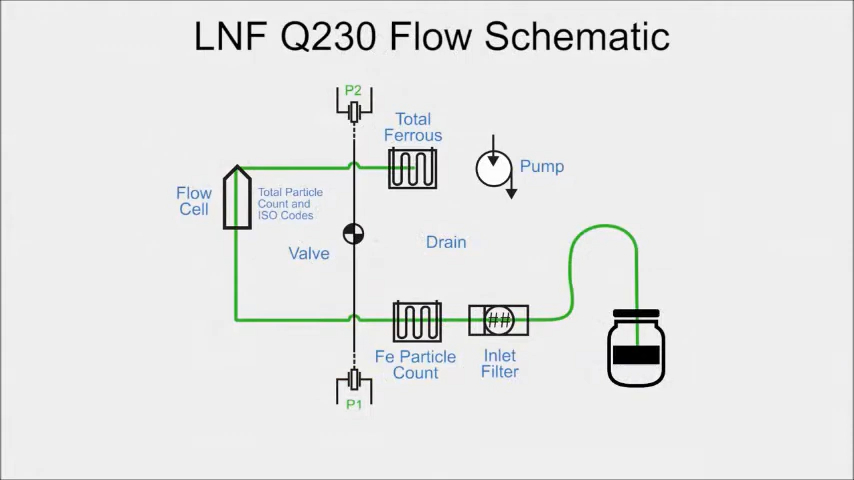 LNF Q230 Flow Schematic
P2
Total
Ferrous
Pump
Flow
Cell
Total Particle
Count and
ISO Codes
Valve
Drain
##
Fe Particle
Count
Inlet
Filter
P1